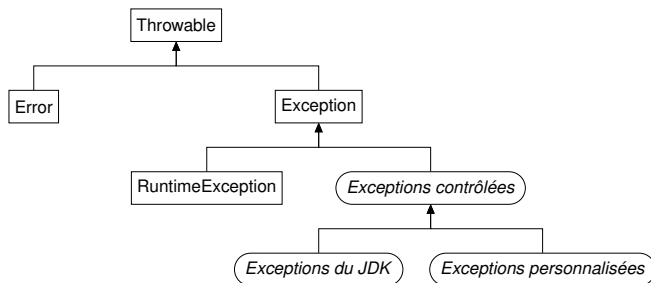 Throwable
Error
Exception
RuntimeException
Exceptions contrôlées
Exceptions du JDK
Exceptions personnalisées